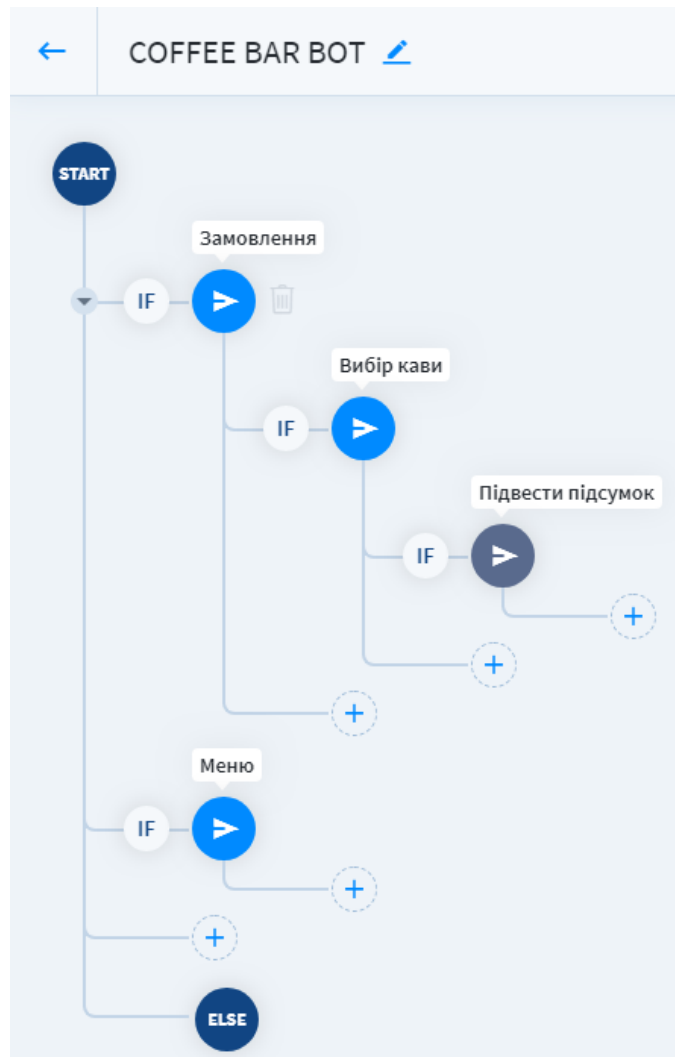 COFFEE BAR BOT
START
Замовлення
IF
Вибір кави
IF
Підвести підсумок
IF
Меню
IF
ELSE